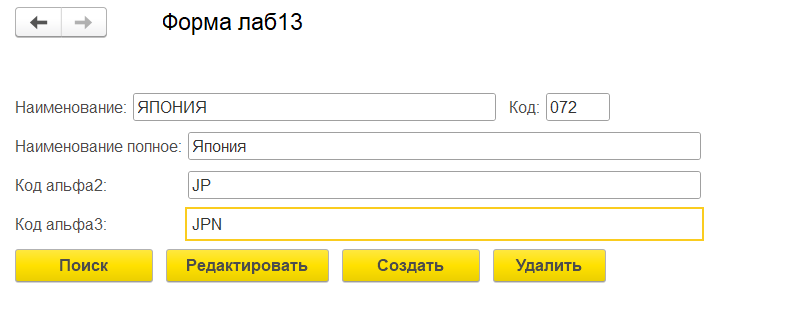 Форма лаб13
Наименование: ЯПОНИЯ Код: 072
Наименование полное: Япония
Код альфа2: JP
Код альфа3: JPN
Поиск Редактировать Создать Удалить